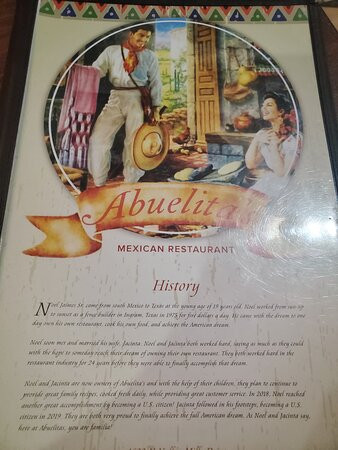 Abuelita's
MEXICAN RESTAURANT
History
Noel Jaimes Sr. came from south Mexico to Texas at the young age of 18 years old. Noel worked from sun-up
to sunset as a fence builder in Ingram, Texas in 1975 for five dollars a day. He came with the dream to one
day own his own restaurant, cook his own food, and achieve the American dream.
Noel soon met and married his wife, Jacinta. Noel and Jacinta both worked hard, saving as much as they could
with the hope to someday reach their dream of owning their own restaurant. They both worked hard in the
restaurant industry for 24 years before they were able to finally accomplish that dream.
Noel and Jacinta are now owners of Abuelita's and with the help of their children, they plan to continue to
provide great family recipes, cooked fresh daily, while providing great customer service. In 2018, Noel reached
another great accomplishment by becoming a U.S. citizen! Jacinta followed in his footsteps, becoming a U.S.
citizen in 2019. They are both very proud to finally achieve the full American dream. As Noel and Jacinta say,
here at Abuelitas, you are familia!